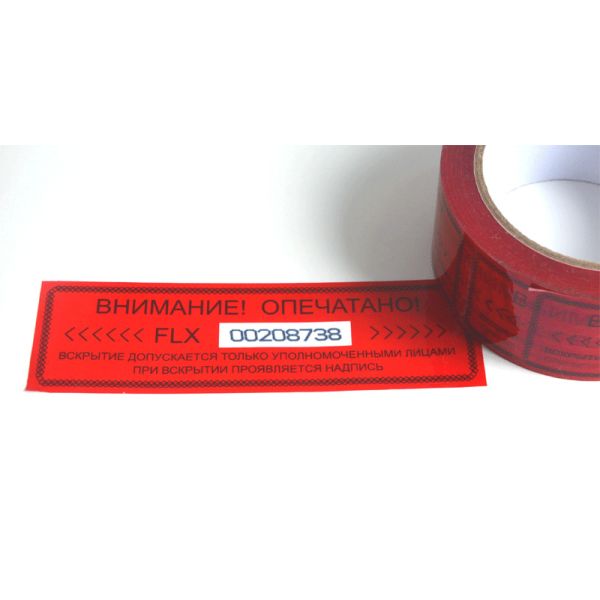 ВНИМАНИЕ! ОПЕЧАТАНО!
<<<<<< FLX 00208738 >>>>>>
ВСКРЫТИЕ ДОПУСКАЕТСЯ ТОЛЬКО УПОЛНОМОЧЕННЫМИ ЛИЦАМИ
ПРИ ВСКРЫТИИ ПРОЯВЛЯЕТСЯ НАДПИСЬ